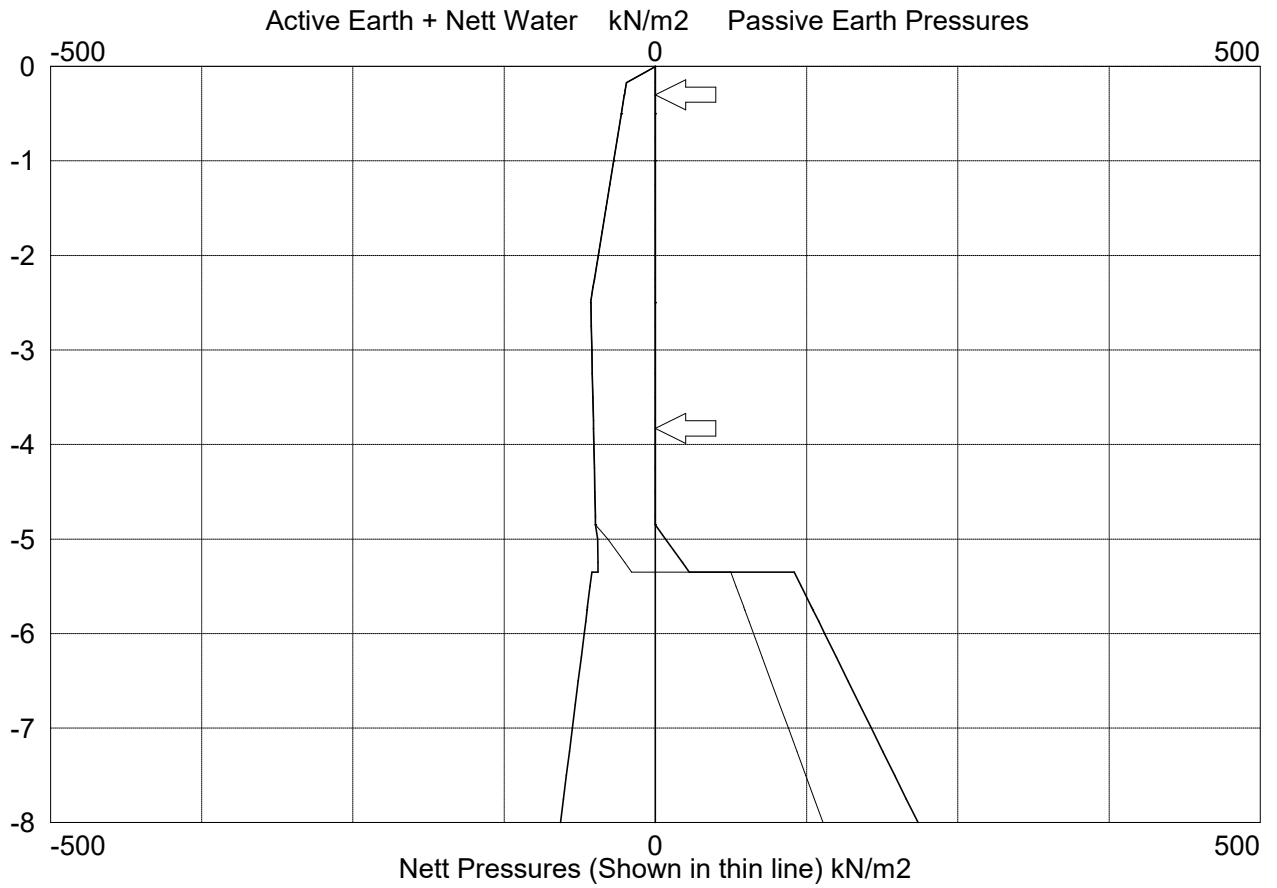 Active Earth + Nett Water kN/m2 Passive Earth Pressures
-500 0 500
0
-1
-2
-3
-4
-5
-6
-7
-8
-500 0 500
Nett Pressures (Shown in thin line) kN/m2